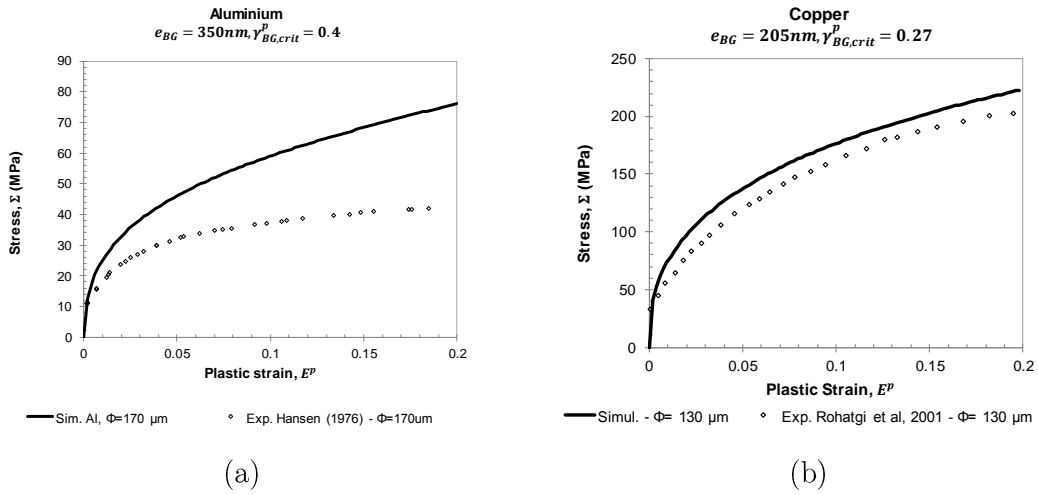 Aluminium
e_BG = 350nm, γ^p_BG,crit = 0.4
90
80
70
60
50
40
30
20
10
0
Stress, Σ (MPa)
0
0.05
0.1
0.15
0.2
Plastic strain, E^p
Sim. Al, Φ=170 µm
Exp. Hansen (1976) - Φ=170um
(a)
Copper
e_BG = 205nm, γ^p_BG,crit = 0.27
250
200
150
100
50
0
Stress, Σ (MPa)
0
0.05
0.1
0.15
0.2
Plastic Strain, E^p
Simul. - Φ= 130 µm
Exp. Rohatgi et al, 2001 - Φ= 130 µm
(b)